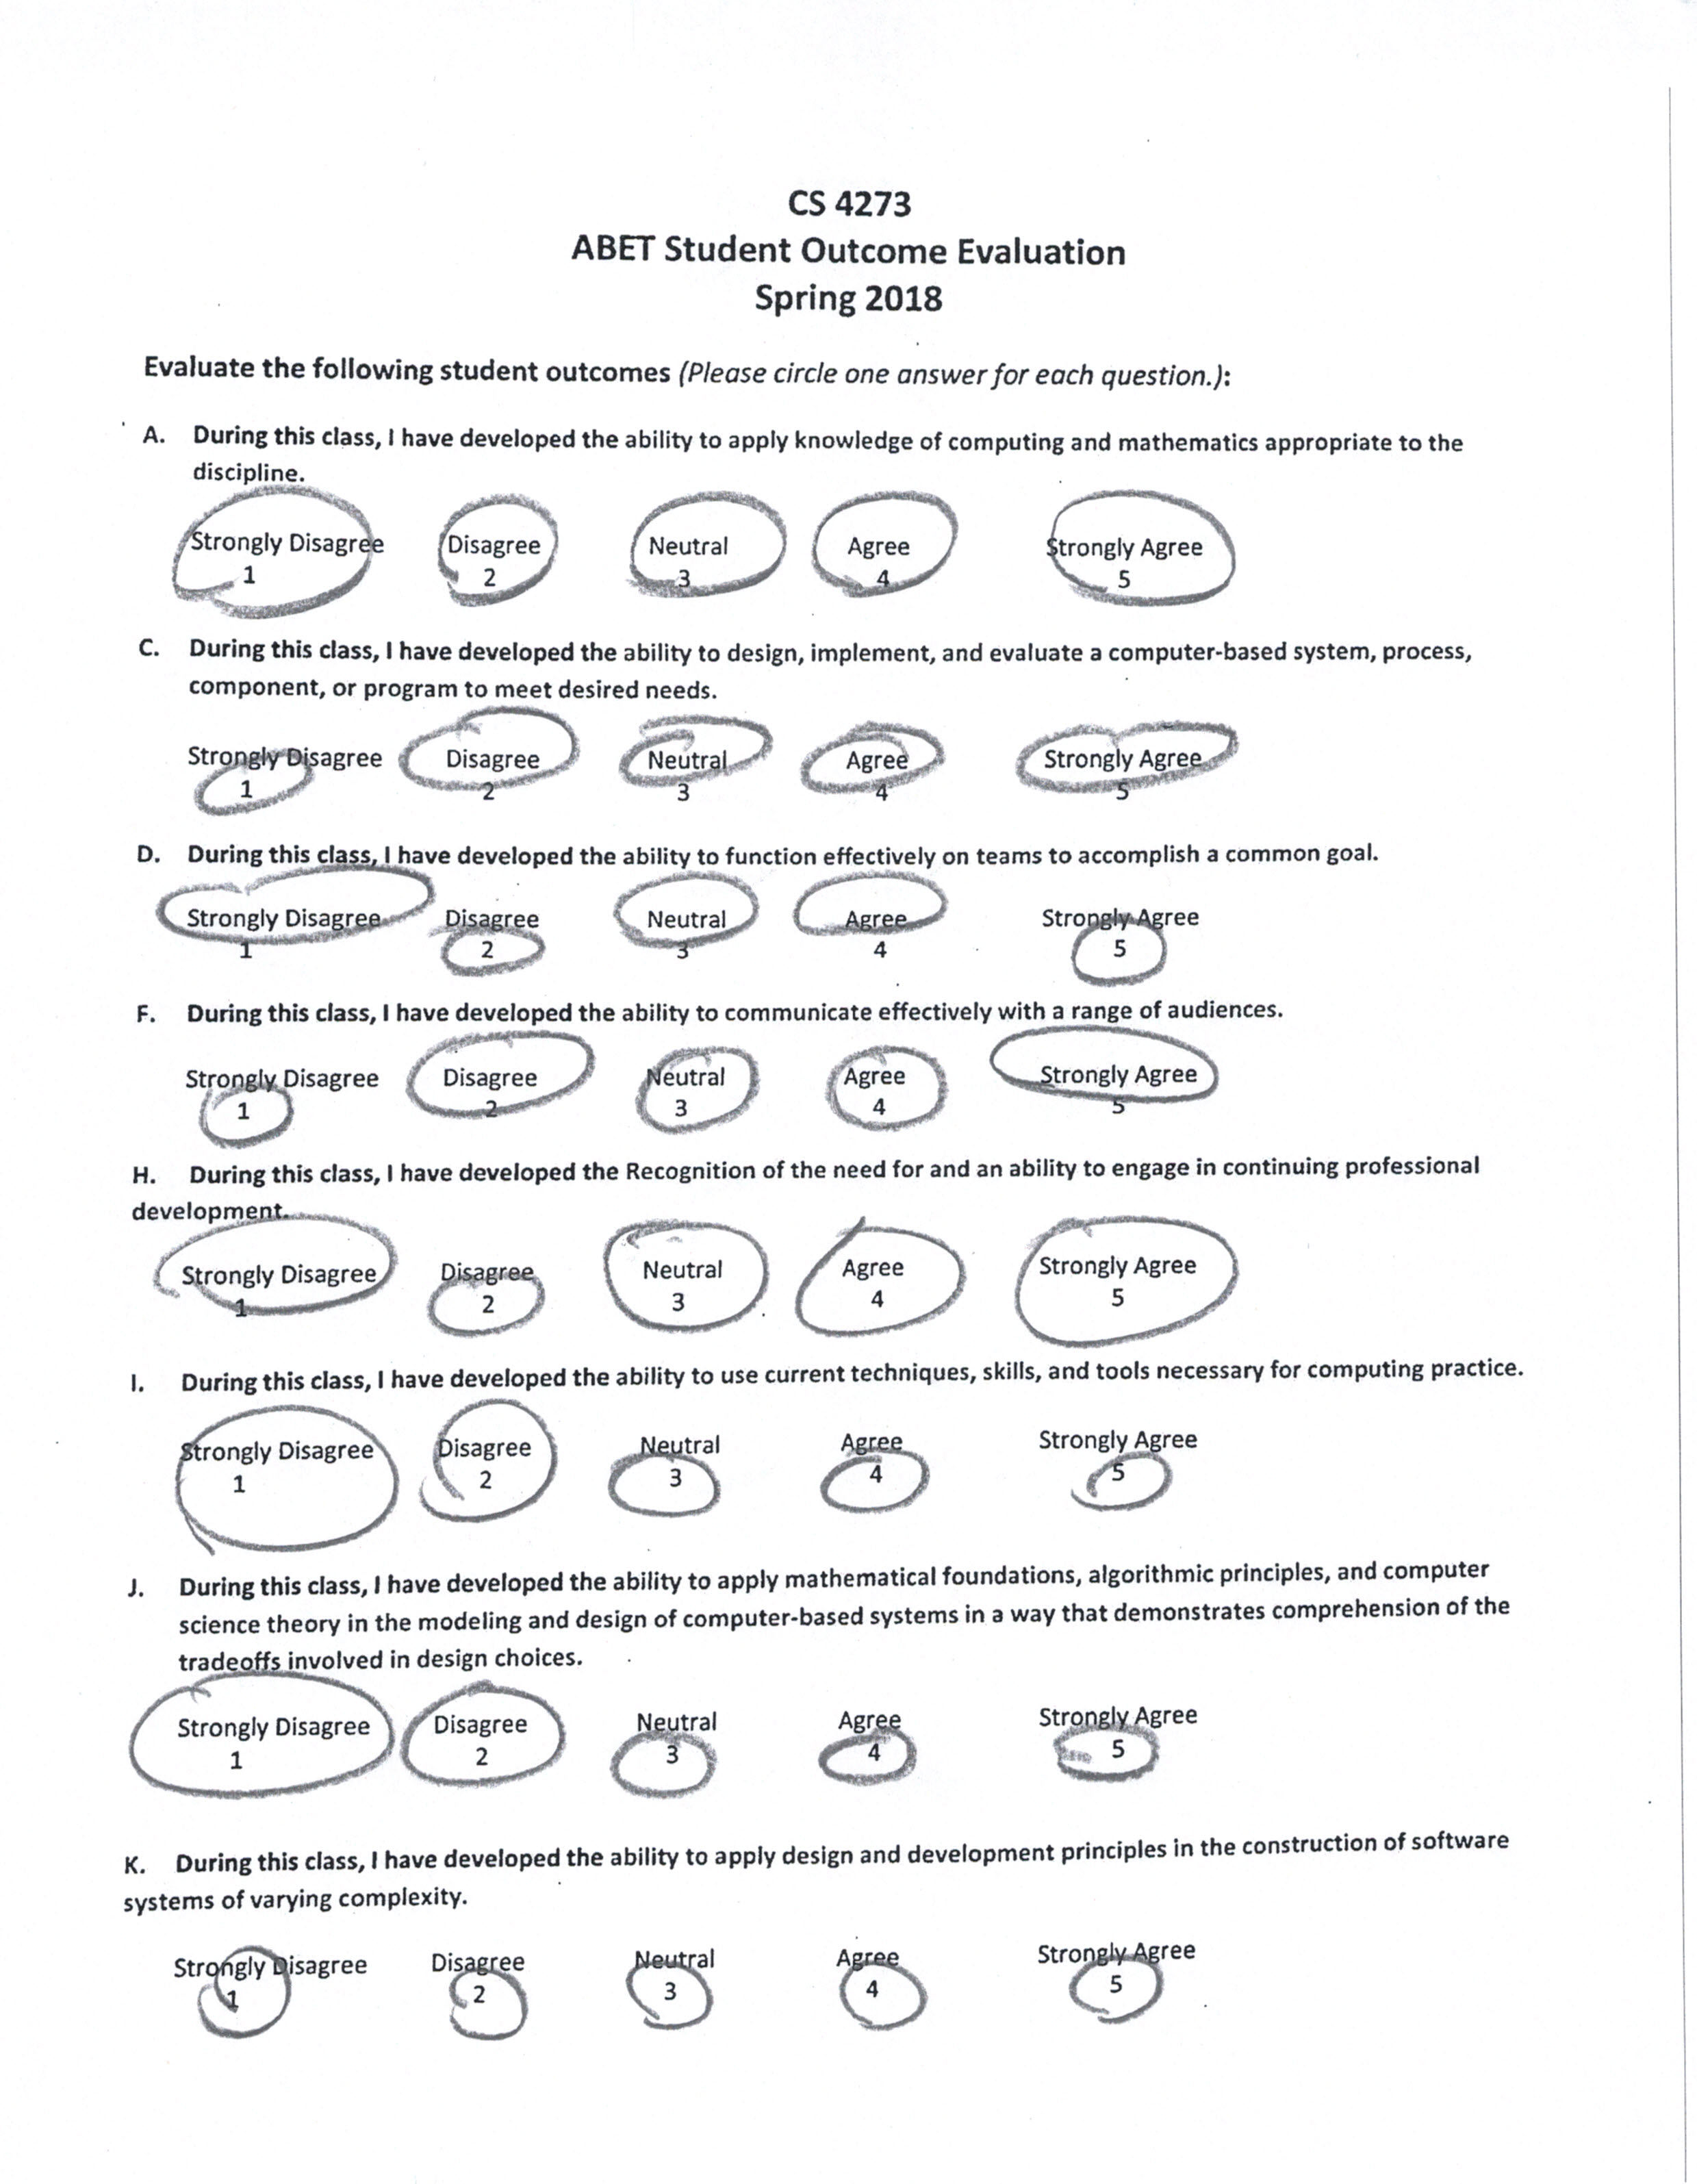 CS 4273
ABET Student Outcome Evaluation
Spring 2018
Evaluate the following student outcomes (Please circle one answer for each question.):
A. During this class, I have developed the ability to apply knowledge of computing and mathematics appropriate to the
discipline.
Strongly Disagree Disagree Neutral Agree Strongly Agree
1 2 3 4 5
C. During this class, I have developed the ability to design, implement, and evaluate a computer-based system, process,
component, or program to meet desired needs.
Strongly Disagree Disagree Neutral Agree Strongly Agree
1 2 3 4 5
D. During this class, I have developed the ability to function effectively on teams to accomplish a common goal.
Strongly Disagree Disagree Neutral Agree Strongly Agree
1 2 3 4 5
F. During this class, I have developed the ability to communicate effectively with a range of audiences.
Strongly Disagree Disagree Neutral Agree Strongly Agree
1 2 3 4 5
H. During this class, I have developed the Recognition of the need for and an ability to engage in continuing professional
development.
Strongly Disagree Disagree Neutral Agree Strongly Agree
1 2 3 4 5
I. During this class, I have developed the ability to use current techniques, skills, and tools necessary for computing practice.
Strongly Disagree Disagree Neutral Agree Strongly Agree
1 2 3 4 5
J. During this class, I have developed the ability to apply mathematical foundations, algorithmic principles, and computer
science theory in the modeling and design of computer-based systems in a way that demonstrates comprehension of the
tradeoffs involved in design choices.
Strongly Disagree Disagree Neutral Agree Strongly Agree
1 2 3 4 5
K. During this class, I have developed the ability to apply design and development principles in the construction of software
systems of varying complexity.
Strongly Disagree Disagree Neutral Agree Strongly Agree
1 2 3 4 5